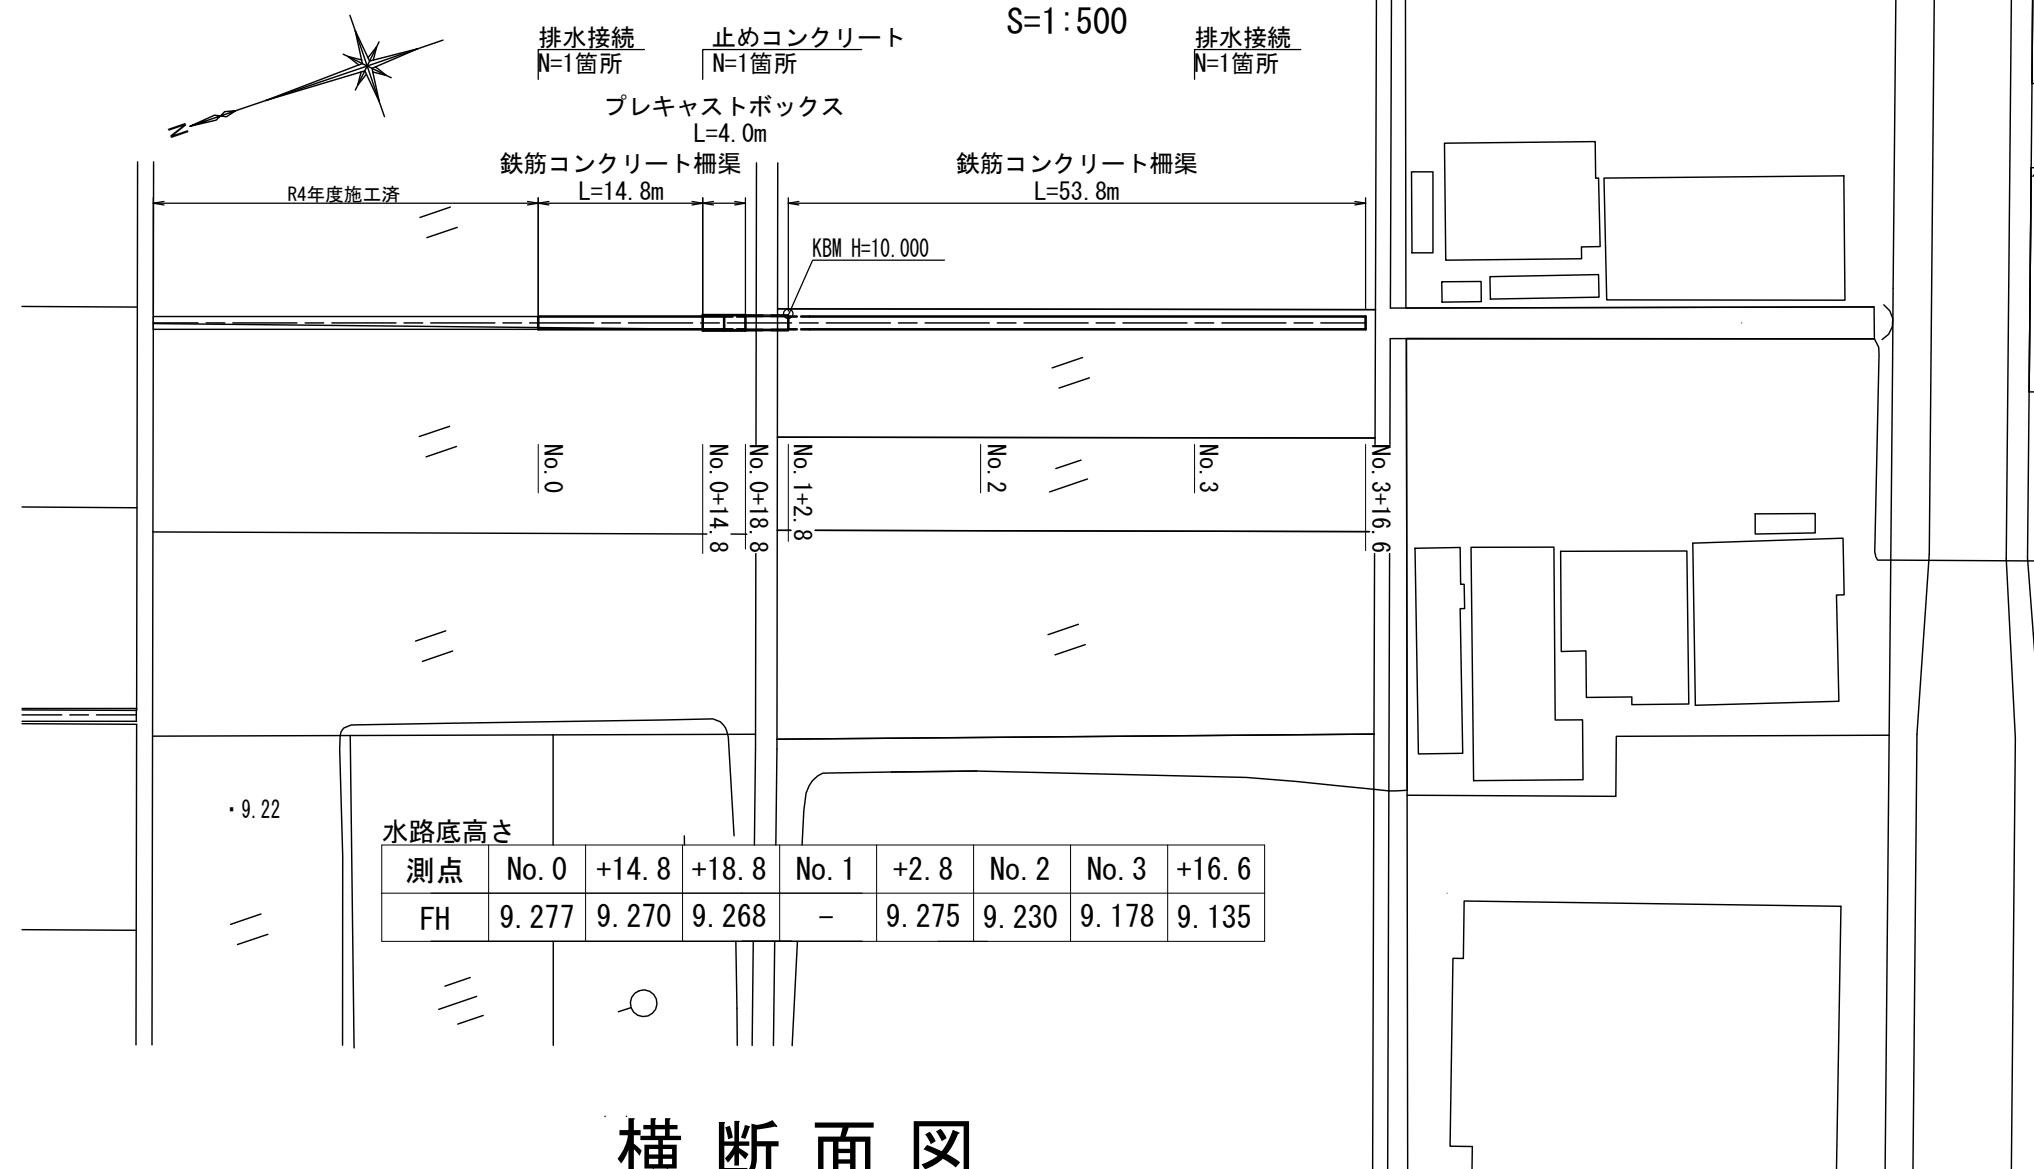 S=1:500
排水接続
N=1箇所
止めコンクリート
N=1箇所
排水接続
N=1箇所
プレキャストボックス
L=4.0m
鉄筋コンクリート柵渠
L=14.8m
鉄筋コンクリート柵渠
L=53.8m
R4年度施工済
N
KBM H=10.000
No.0
No.0+14.8
No.0+18.8
No.1+2.8
No.2
No.3
No.3+16.6
・9.22
水路底高さ
測点 No.0 +14.8 +18.8 No.1 +2.8 No.2 No.3 +16.6
FH 9.277 9.270 9.268 − 9.275 9.230 9.178 9.135
横断面図